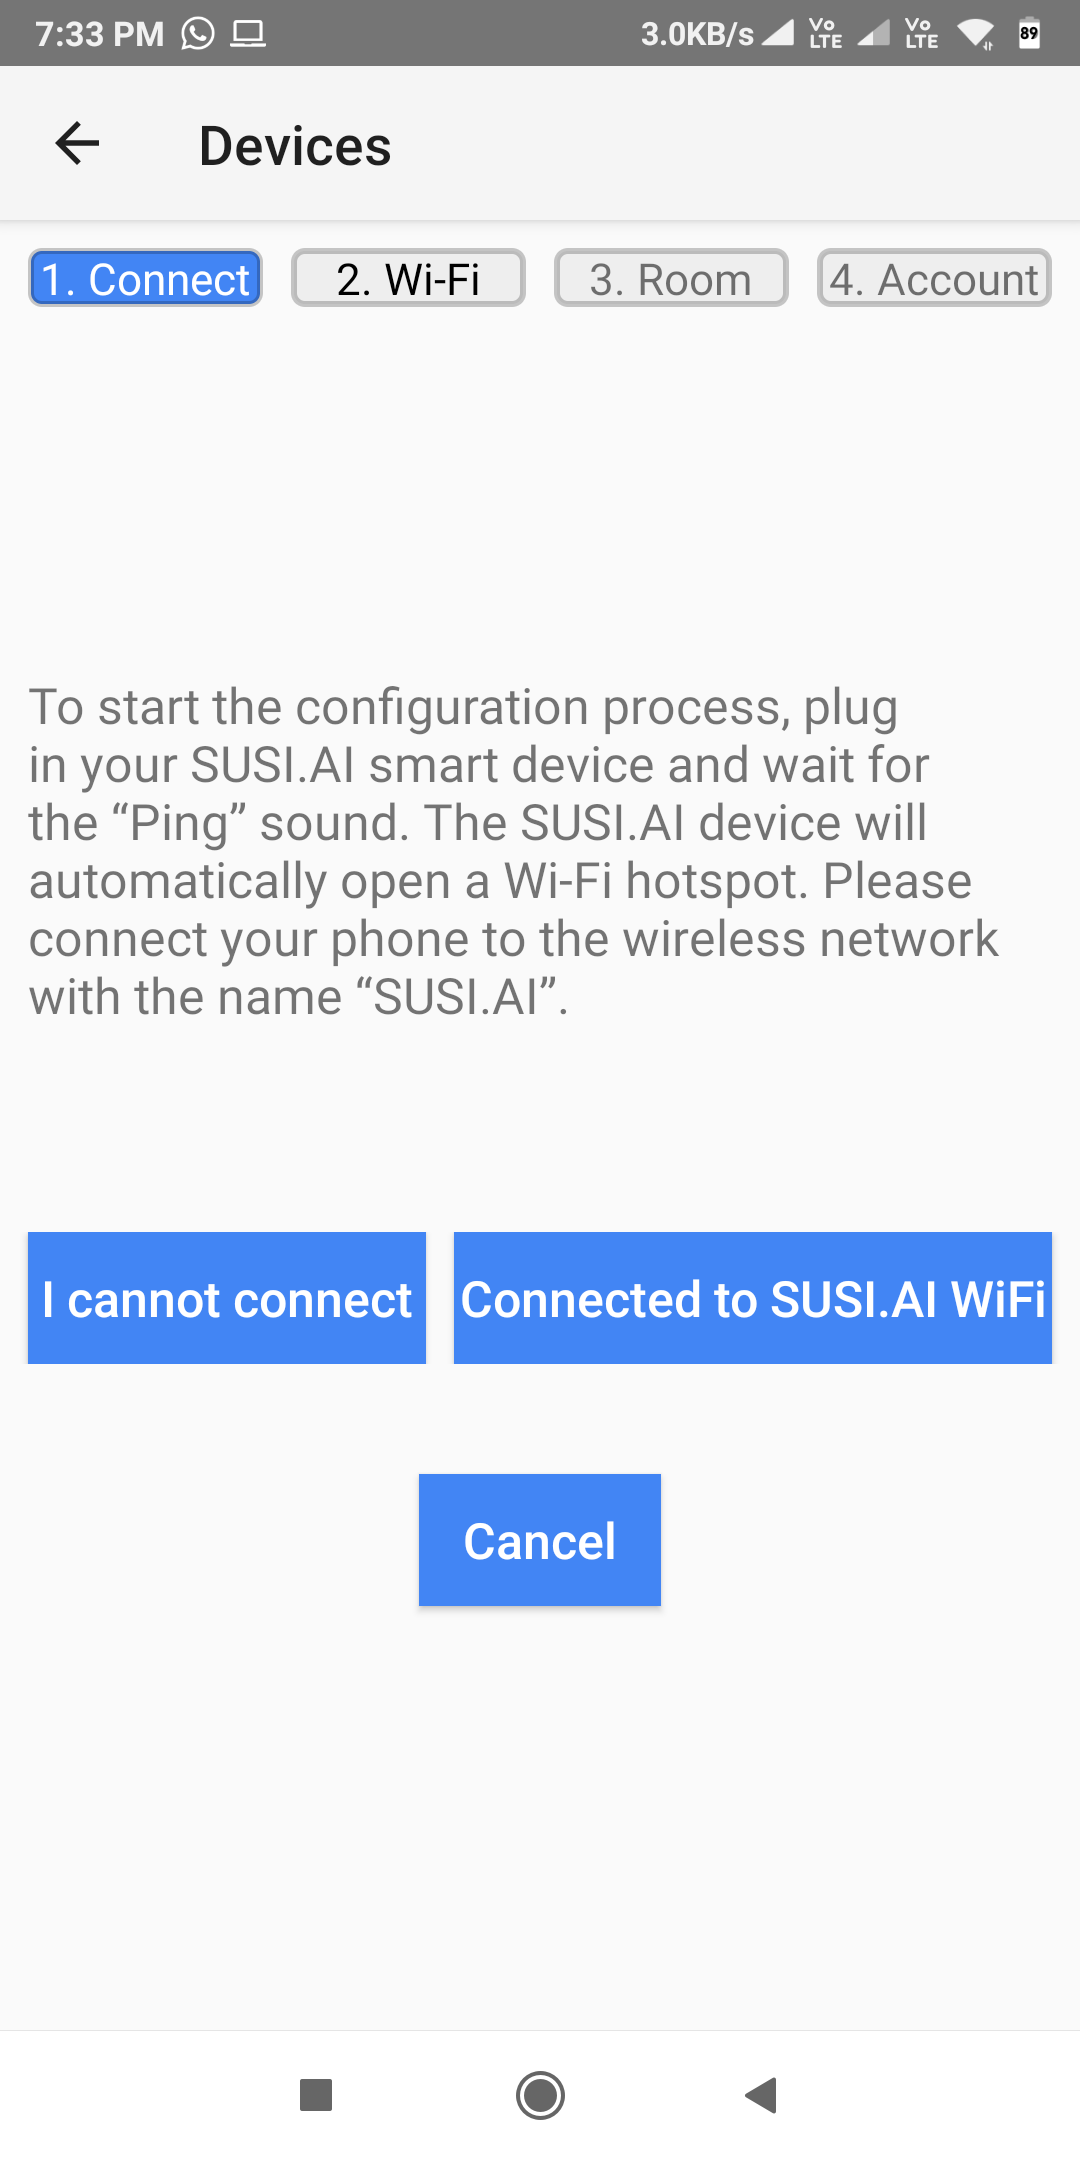 7:33 PM 3.0KB/s Vo LTE Vo LTE 89
Devices
1. Connect 2. Wi-Fi 3. Room 4. Account
To start the configuration process, plug
in your SUSI.AI smart device and wait for
the “Ping” sound. The SUSI.AI device will
automatically open a Wi-Fi hotspot. Please
connect your phone to the wireless network
with the name “SUSI.AI”.
I cannot connect Connected to SUSI.AI WiFi
Cancel